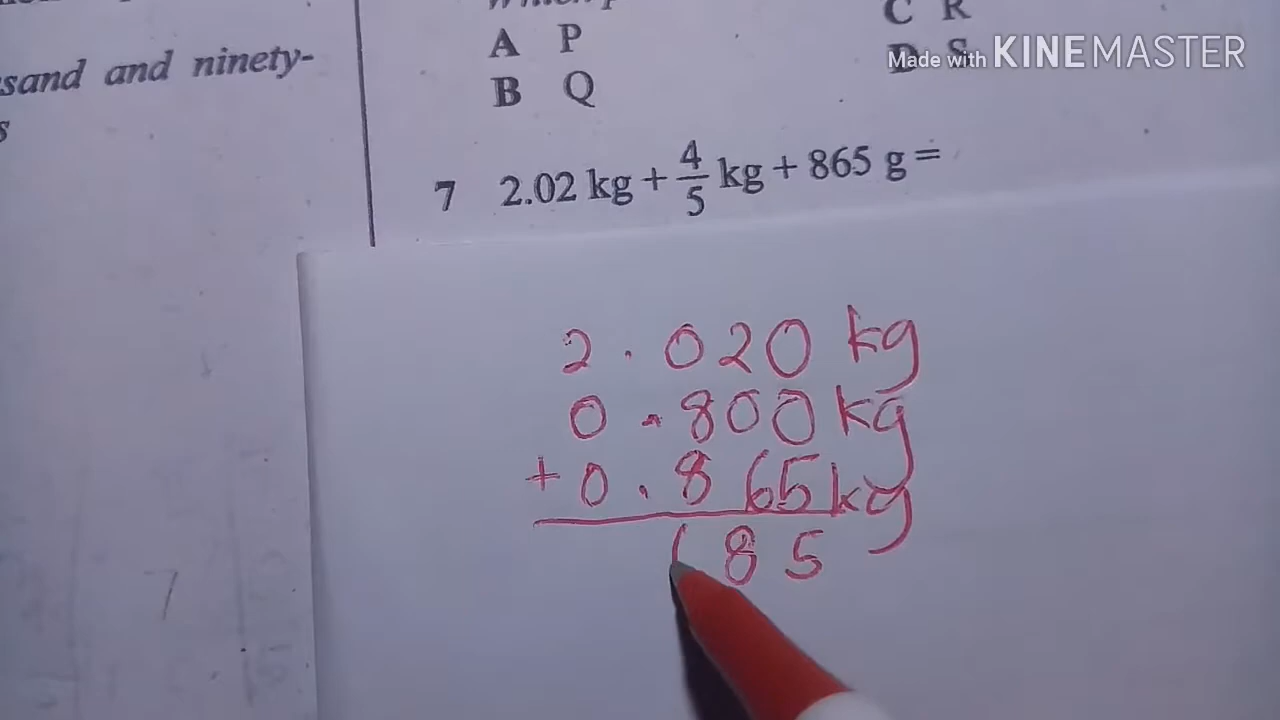 C R
A P
Made with KINEMASTER
D S
sand and ninety-
B Q
s
7 2.02 kg + 4/5 kg + 865 g =
2.020 kg
0.800 kg
+ 0.865 kg
685